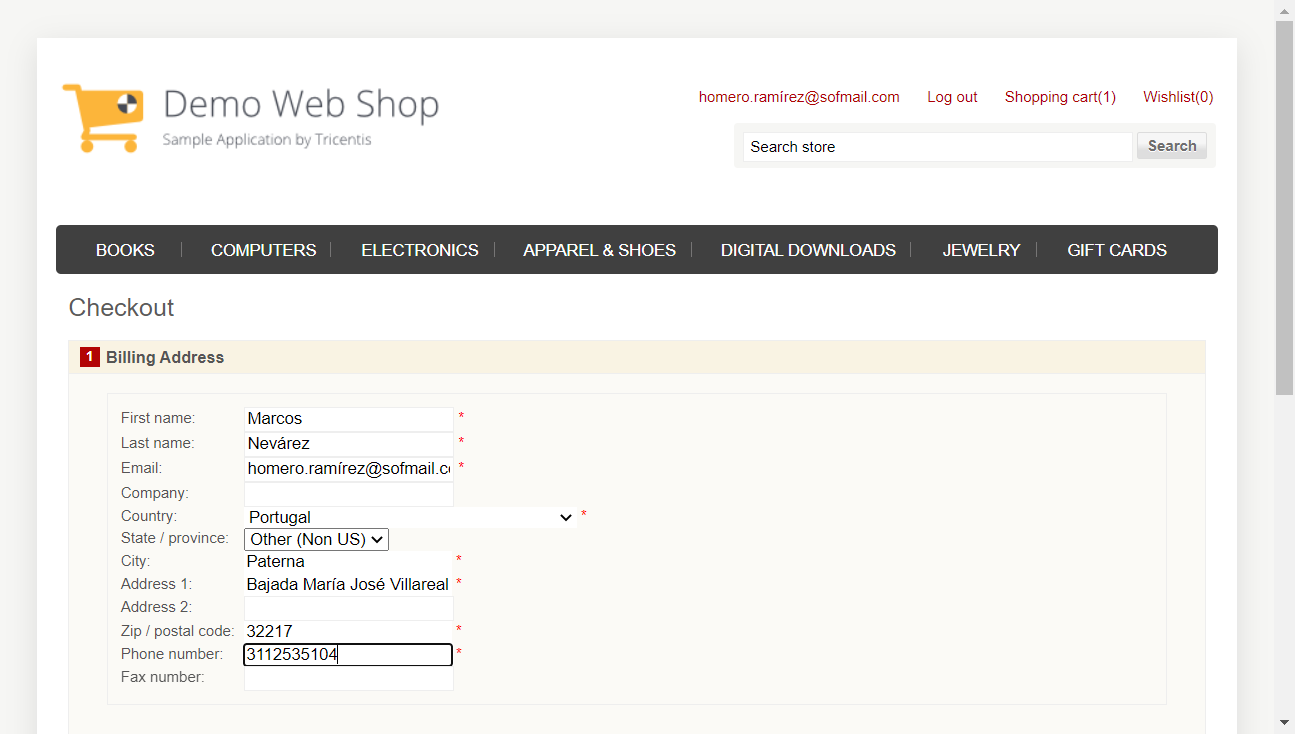 Demo Web Shop
Sample Application by Tricentis
homero.ramírez@sofmail.com Log out Shopping cart(1) Wishlist(0)
Search store Search
BOOKS COMPUTERS ELECTRONICS APPAREL & SHOES DIGITAL DOWNLOADS JEWELRY GIFT CARDS
Checkout
1 Billing Address
First name: Marcos *
Last name: Nevárez *
Email: homero.ramírez@sofmail.co *
Company:
Country: Portugal *
State / province: Other (Non US)
City: Paterna *
Address 1: Bajada María José Villareal *
Address 2:
Zip / postal code: 32217 *
Phone number: 3112535104 *
Fax number: